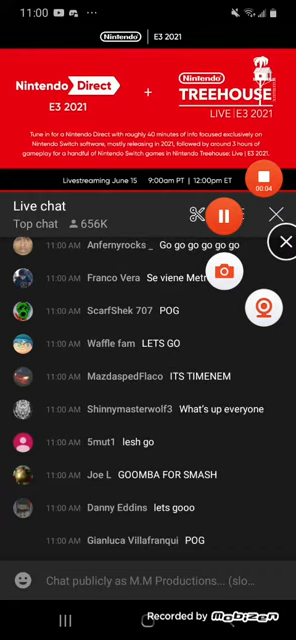 11:00
Nintendo E3 2021
Nintendo Direct
E3 2021
+
Nintendo
TREEHOUSE
LIVE | E3 2021
Tune in for a Nintendo Direct with roughly 40 minutes of info focused exclusively on
Nintendo Switch software, mostly releasing in 2021, followed by around 3 hours of
gameplay for a handful of Nintendo Switch games in Nintendo Treehouse: Live | E3 2021.
Livestreaming June 15 9:00am PT | 12:00pm ET
00:04
Live chat
Top chat 656K
11:00 AM Anfernyrocks _ Go go go go go go
11:00 AM Franco Vera Se viene Metr
11:00 AM ScarfShek 707 POG
11:00 AM Waffle fam LETS GO
11:00 AM MazdaspedFlaco ITS TIMENEM
11:00 AM Shinnymasterwolf3 What's up everyone
11:00 AM 5mut1 lesh go
11:00 AM Joe L GOOMBA FOR SMASH
11:00 AM Danny Eddins lets gooo
11:00 AM Gianluca Villafranqui POG
Chat publicly as M.M Productions... (slo...
Recorded by Mobizen